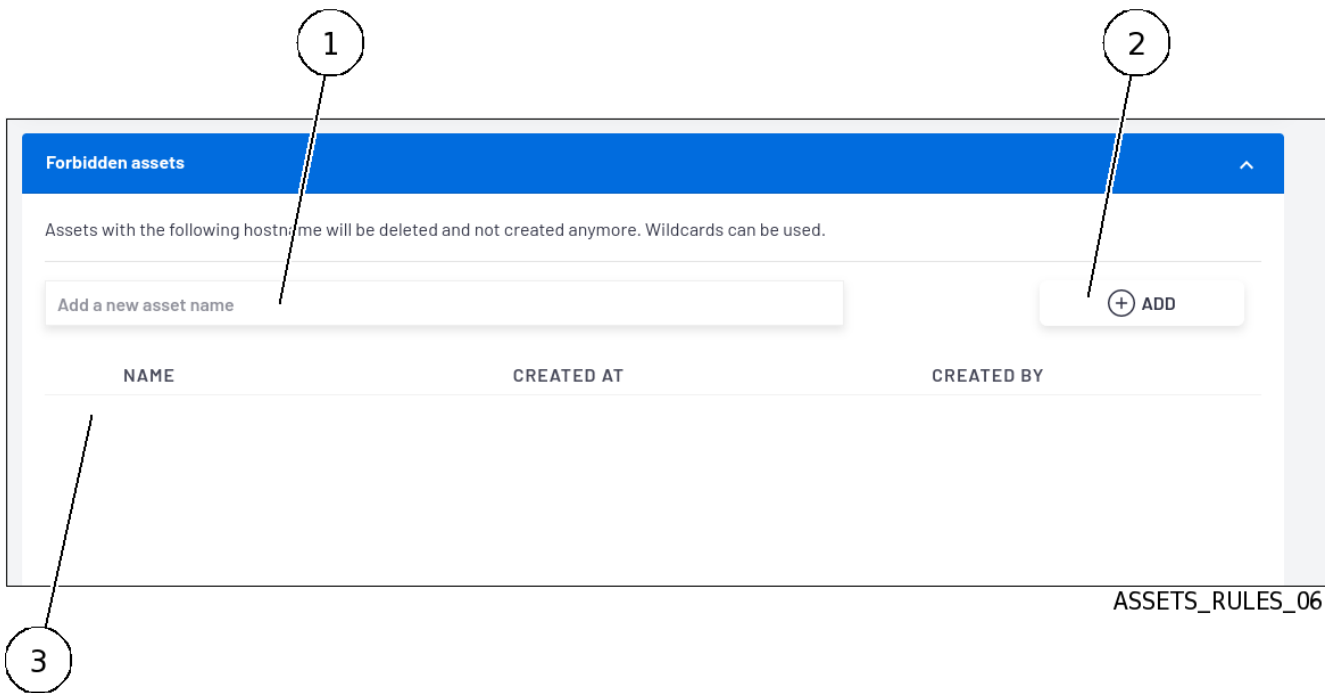 1
2
Forbidden assets
Assets with the following hostname will be deleted and not created anymore. Wildcards can be used.
Add a new asset name
ADD
NAME CREATED AT CREATED BY
ASSETS_RULES_06
3